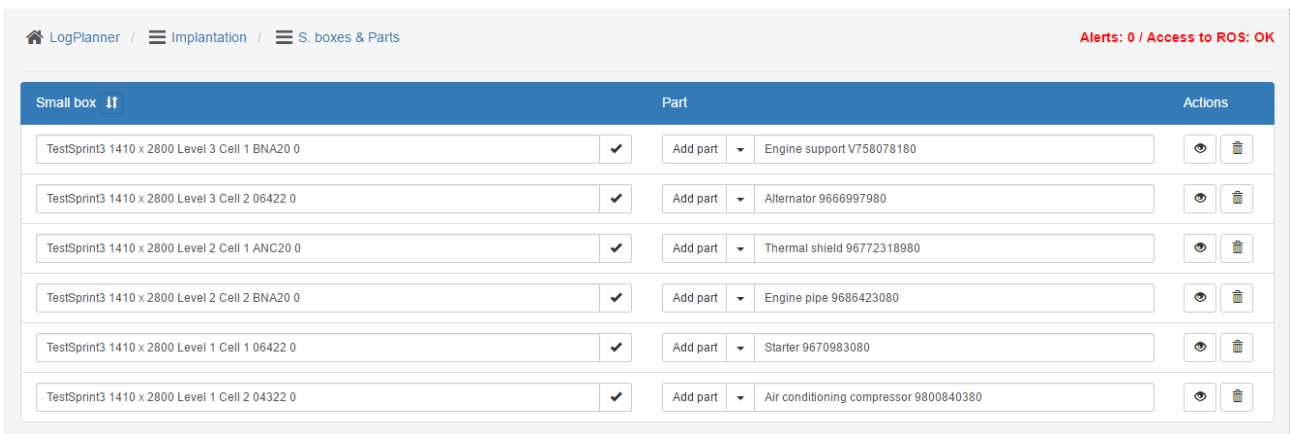 LogPlanner / Implantation / S. boxes & Parts Alerts: 0 / Access to ROS: OK
Small box Part Actions
TestSprint3 1410 x 2800 Level 3 Cell 1 BNA20 0 Add part Engine support V758078180
TestSprint3 1410 x 2800 Level 3 Cell 2 06422 0 Add part Alternator 9666997980
TestSprint3 1410 x 2800 Level 2 Cell 1 ANC20 0 Add part Thermal shield 96772318980
TestSprint3 1410 x 2800 Level 2 Cell 2 BNA20 0 Add part Engine pipe 9686423080
TestSprint3 1410 x 2800 Level 1 Cell 1 06422 0 Add part Starter 9670983080
TestSprint3 1410 x 2800 Level 1 Cell 2 04322 0 Add part Air conditioning compressor 9800840380